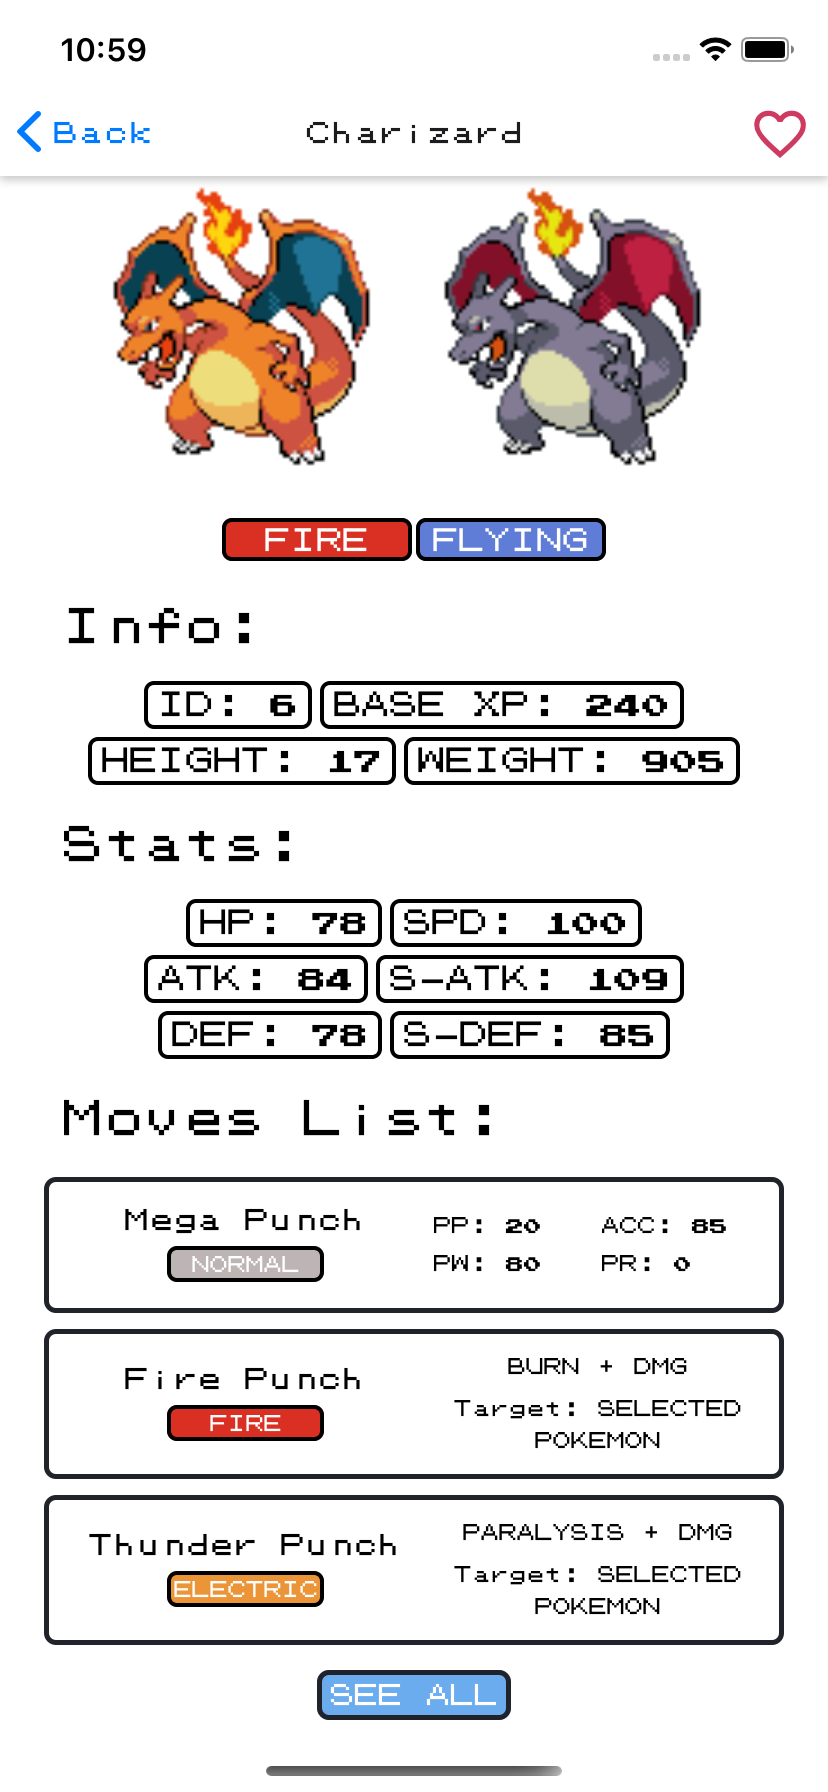 10:59
Back
Charizard
FIRE FLYING
Info:
ID: 6 BASE XP: 240
HEIGHT: 17 WEIGHT: 905
Stats:
HP: 78 SPD: 100
ATK: 84 S-ATK: 109
DEF: 78 S-DEF: 85
Moves List:
Mega Punch
NORMAL
PP: 20 ACC: 85
PW: 80 PR: 0
Fire Punch
FIRE
BURN + DMG
Target: SELECTED
POKEMON
Thunder Punch
ELECTRIC
PARALYSIS + DMG
Target: SELECTED
POKEMON
SEE ALL